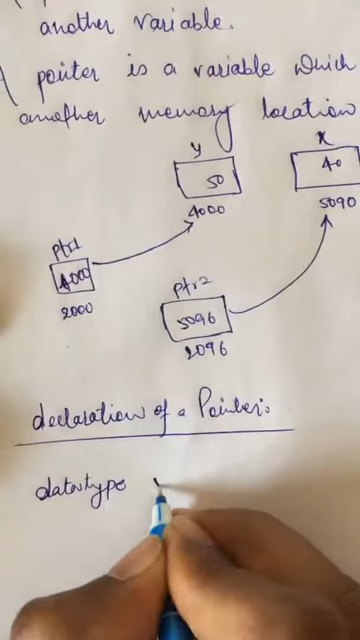 another variable.
A pointer is a variable which
another memory location
y
x
50
40
4000
5090
ptr1
4000
2000
ptr2
5096
2096
declaration of a Pointer:
datatype